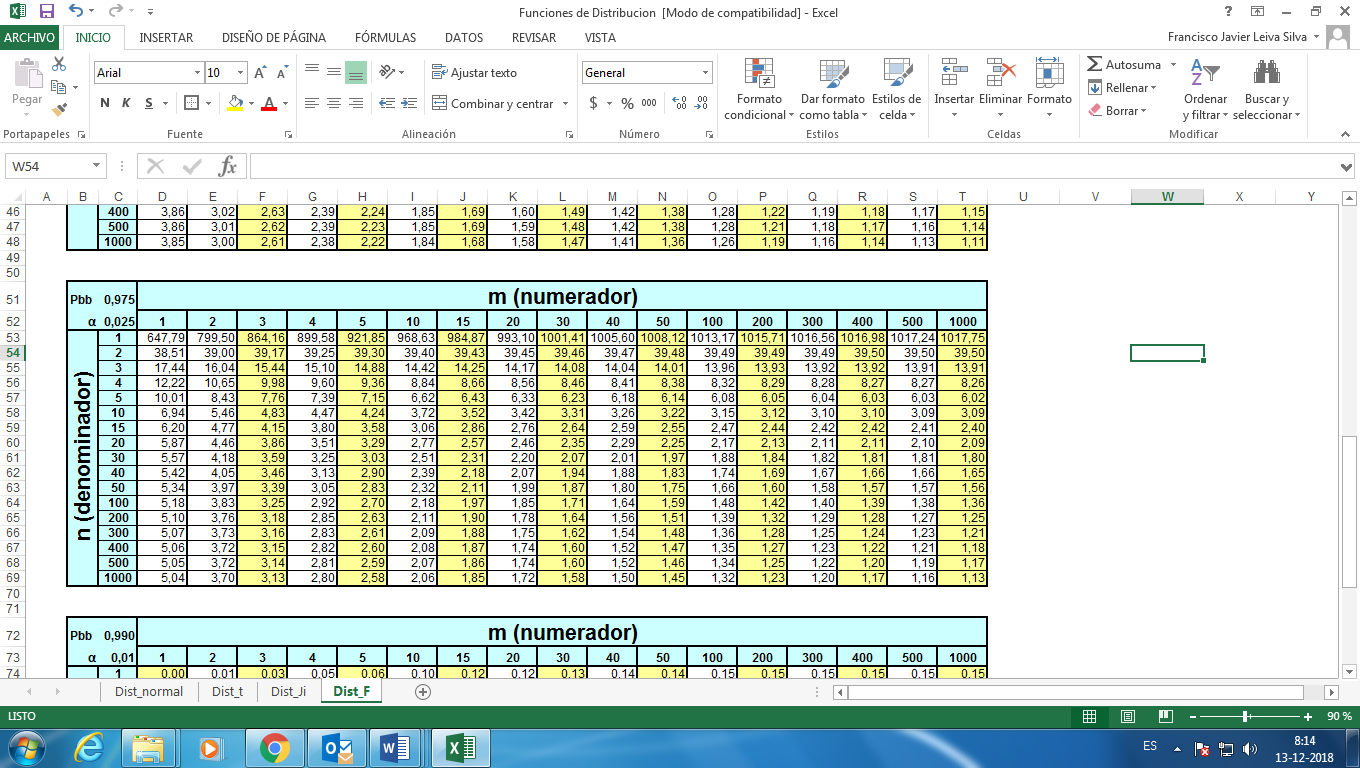 Funciones de Distribucion [Modo de compatibilidad] - Excel
ARCHIVO INICIO INSERTAR DISEÑO DE PÁGINA FÓRMULAS DATOS REVISAR VISTA Francisco Javier Leiva Silva
Pegar Arial 10 Ajustar texto General Formato condicional Dar formato como tabla Estilos de celda Insertar Eliminar Formato Autosuma Rellenar Borrar Ordenar y filtrar Buscar y seleccionar
N K S Combinar y centrar $ % 000
Portapapeles Fuente Alineación Número Estilos Celdas Modificar
W54 fx
A B C D E F G H I J K L M N O P Q R S T U V W X Y
46 400 3,86 3,02 2,63 2,39 2,24 1,85 1,69 1,60 1,49 1,42 1,38 1,28 1,22 1,19 1,18 1,17 1,15
47 500 3,86 3,01 2,62 2,39 2,23 1,85 1,69 1,59 1,48 1,42 1,38 1,28 1,21 1,18 1,17 1,16 1,14
48 1000 3,85 3,00 2,61 2,38 2,22 1,84 1,68 1,58 1,47 1,41 1,36 1,26 1,19 1,16 1,14 1,13 1,11
49
50
51 Pbb 0,975 m (numerador)
52 α 0,025 1 2 3 4 5 10 15 20 30 40 50 100 200 300 400 500 1000
n (denominador)
53 1 647,79 799,50 864,16 899,58 921,85 968,63 984,87 993,10 1001,41 1005,60 1008,12 1013,17 1015,71 1016,56 1016,98 1017,24 1017,75
54 2 38,51 39,00 39,17 39,25 39,30 39,40 39,43 39,45 39,46 39,47 39,48 39,49 39,49 39,49 39,50 39,50 39,50
55 3 17,44 16,04 15,44 15,10 14,88 14,42 14,25 14,17 14,08 14,04 14,01 13,96 13,93 13,92 13,92 13,91 13,91
56 4 12,22 10,65 9,98 9,60 9,36 8,84 8,66 8,56 8,46 8,41 8,38 8,32 8,29 8,28 8,27 8,27 8,26
57 5 10,01 8,43 7,76 7,39 7,15 6,62 6,43 6,33 6,23 6,18 6,14 6,08 6,05 6,04 6,03 6,03 6,02
58 10 6,94 5,46 4,83 4,47 4,24 3,72 3,52 3,42 3,31 3,26 3,22 3,15 3,12 3,10 3,10 3,09 3,09
59 15 6,20 4,77 4,15 3,80 3,58 3,06 2,86 2,76 2,64 2,59 2,55 2,47 2,44 2,42 2,42 2,41 2,40
60 20 5,87 4,46 3,86 3,51 3,29 2,77 2,57 2,46 2,35 2,29 2,25 2,17 2,13 2,11 2,11 2,10 2,09
61 30 5,57 4,18 3,59 3,25 3,03 2,51 2,31 2,20 2,07 2,01 1,97 1,88 1,84 1,82 1,81 1,81 1,80
62 40 5,42 4,05 3,46 3,13 2,90 2,39 2,18 2,07 1,94 1,88 1,83 1,74 1,69 1,67 1,66 1,66 1,65
63 50 5,34 3,97 3,39 3,05 2,83 2,32 2,11 1,99 1,87 1,80 1,75 1,66 1,60 1,58 1,57 1,57 1,56
64 100 5,18 3,83 3,25 2,92 2,70 2,18 1,97 1,85 1,71 1,64 1,59 1,48 1,42 1,40 1,39 1,38 1,36
65 200 5,10 3,76 3,18 2,85 2,63 2,11 1,90 1,78 1,64 1,56 1,51 1,39 1,32 1,29 1,28 1,27 1,25
66 300 5,07 3,73 3,16 2,83 2,61 2,09 1,88 1,75 1,62 1,54 1,48 1,36 1,28 1,25 1,24 1,23 1,21
67 400 5,06 3,72 3,15 2,82 2,60 2,08 1,87 1,74 1,60 1,52 1,47 1,35 1,27 1,23 1,22 1,21 1,18
68 500 5,05 3,72 3,14 2,81 2,59 2,07 1,86 1,74 1,60 1,52 1,46 1,34 1,25 1,22 1,20 1,19 1,17
69 1000 5,04 3,70 3,13 2,80 2,58 2,06 1,85 1,72 1,58 1,50 1,45 1,32 1,23 1,20 1,17 1,16 1,13
70
71
72 Pbb 0,990 m (numerador)
73 α 0,01 1 2 3 4 5 10 15 20 30 40 50 100 200 300 400 500 1000
74 1 0,00 0,01 0,03 0,05 0,06 0,10 0,12 0,12 0,13 0,14 0,14 0,15 0,15 0,15 0,15 0,15 0,15
Dist_normal Dist_t Dist_Ji Dist_F
LISTO 90 %
ES 8:14
13-12-2018